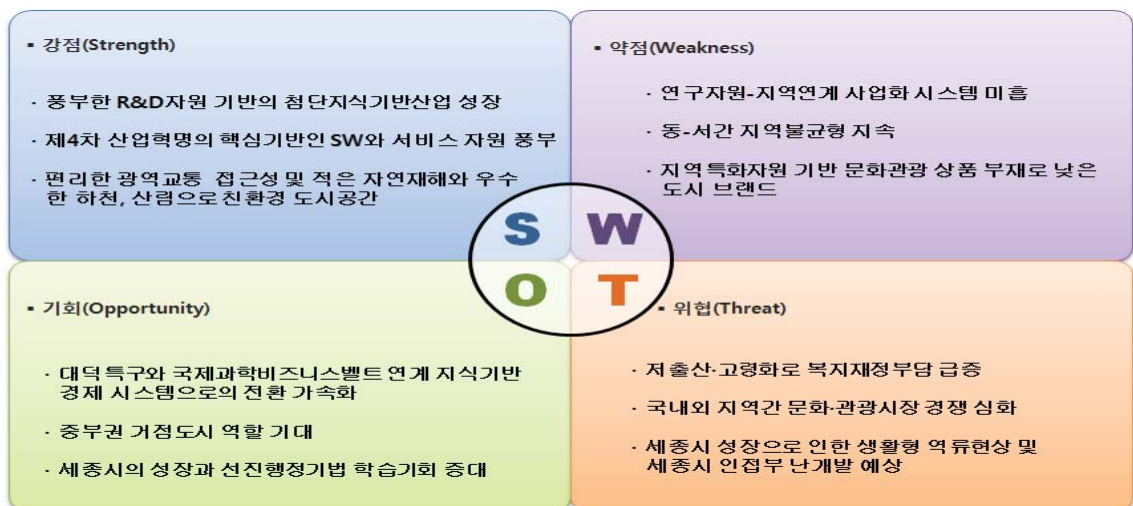 ▪ 강점(Strength)
· 풍부한 R&D자원 기반의 첨단지식기반산업 성장
· 제4차 산업혁명의 핵심기반인 SW와 서비스 자원 풍부
· 편리한 광역교통 접근성 및 적은 자연재해와 우수
한 하천, 산림으로 친환경 도시공간
▪ 약점(Weakness)
· 연구자원-지역연계 사업화 시스템 미흡
· 동-서간 지역불균형 지속
· 지역특화자원 기반 문화관광 상품 부재로 낮은
도시 브랜드
S W
O T
▪ 기회(Opportunity)
· 대덕특구와 국제과학비즈니스벨트 연계 지식기반
경제 시스템으로의 전환 가속화
· 중부권 거점도시 역할 기대
· 세종시의 성장과 선진행정기법 학습기회 증대
▪ 위협(Threat)
· 저출산·고령화로 복지재정부담 급증
· 국내외 지역간 문화·관광시장 경쟁 심화
· 세종시 성장으로 인한 생활형 역류현상 및
세종시 인접부 난개발 예상